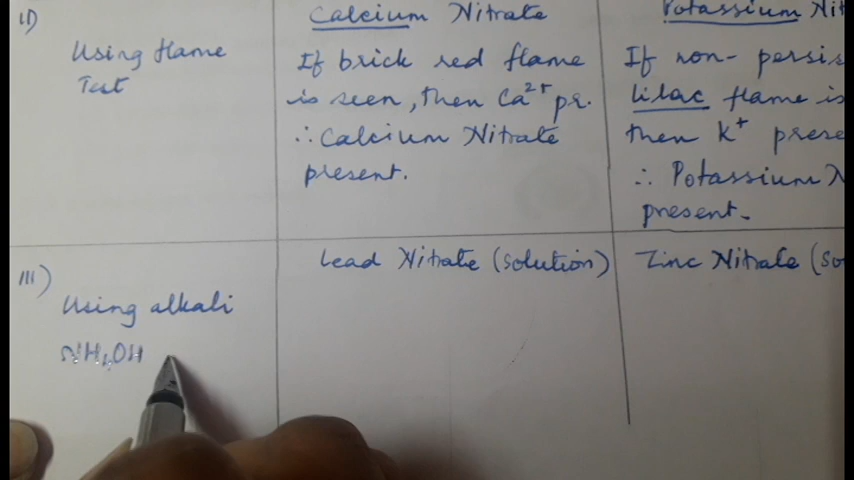 II)
Using flame
Test
Calcium Nitrate
If brick red flame
is seen, then Ca²⁺ pr.
∴ Calcium Nitrate
present.
Potassium Nit
If non-persis
lilac flame is
then K⁺ prese
∴ Potassium N
present.
III)
Using alkali
NH₄OH
Lead Nitrate (solution)
Zinc Nitrate (so